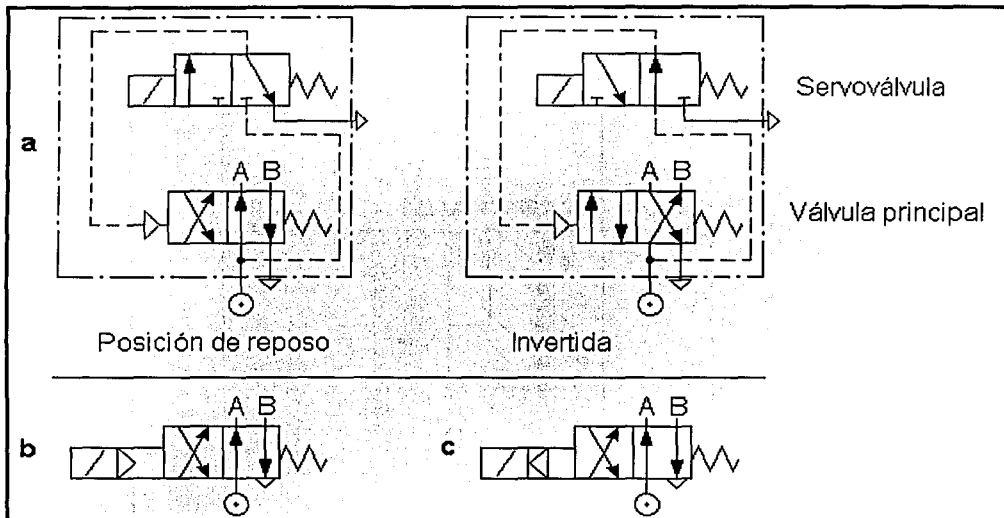 Servoválvula
a
A B
A B
Válvula principal
Posición de reposo
Invertida
A B
A B
b
c